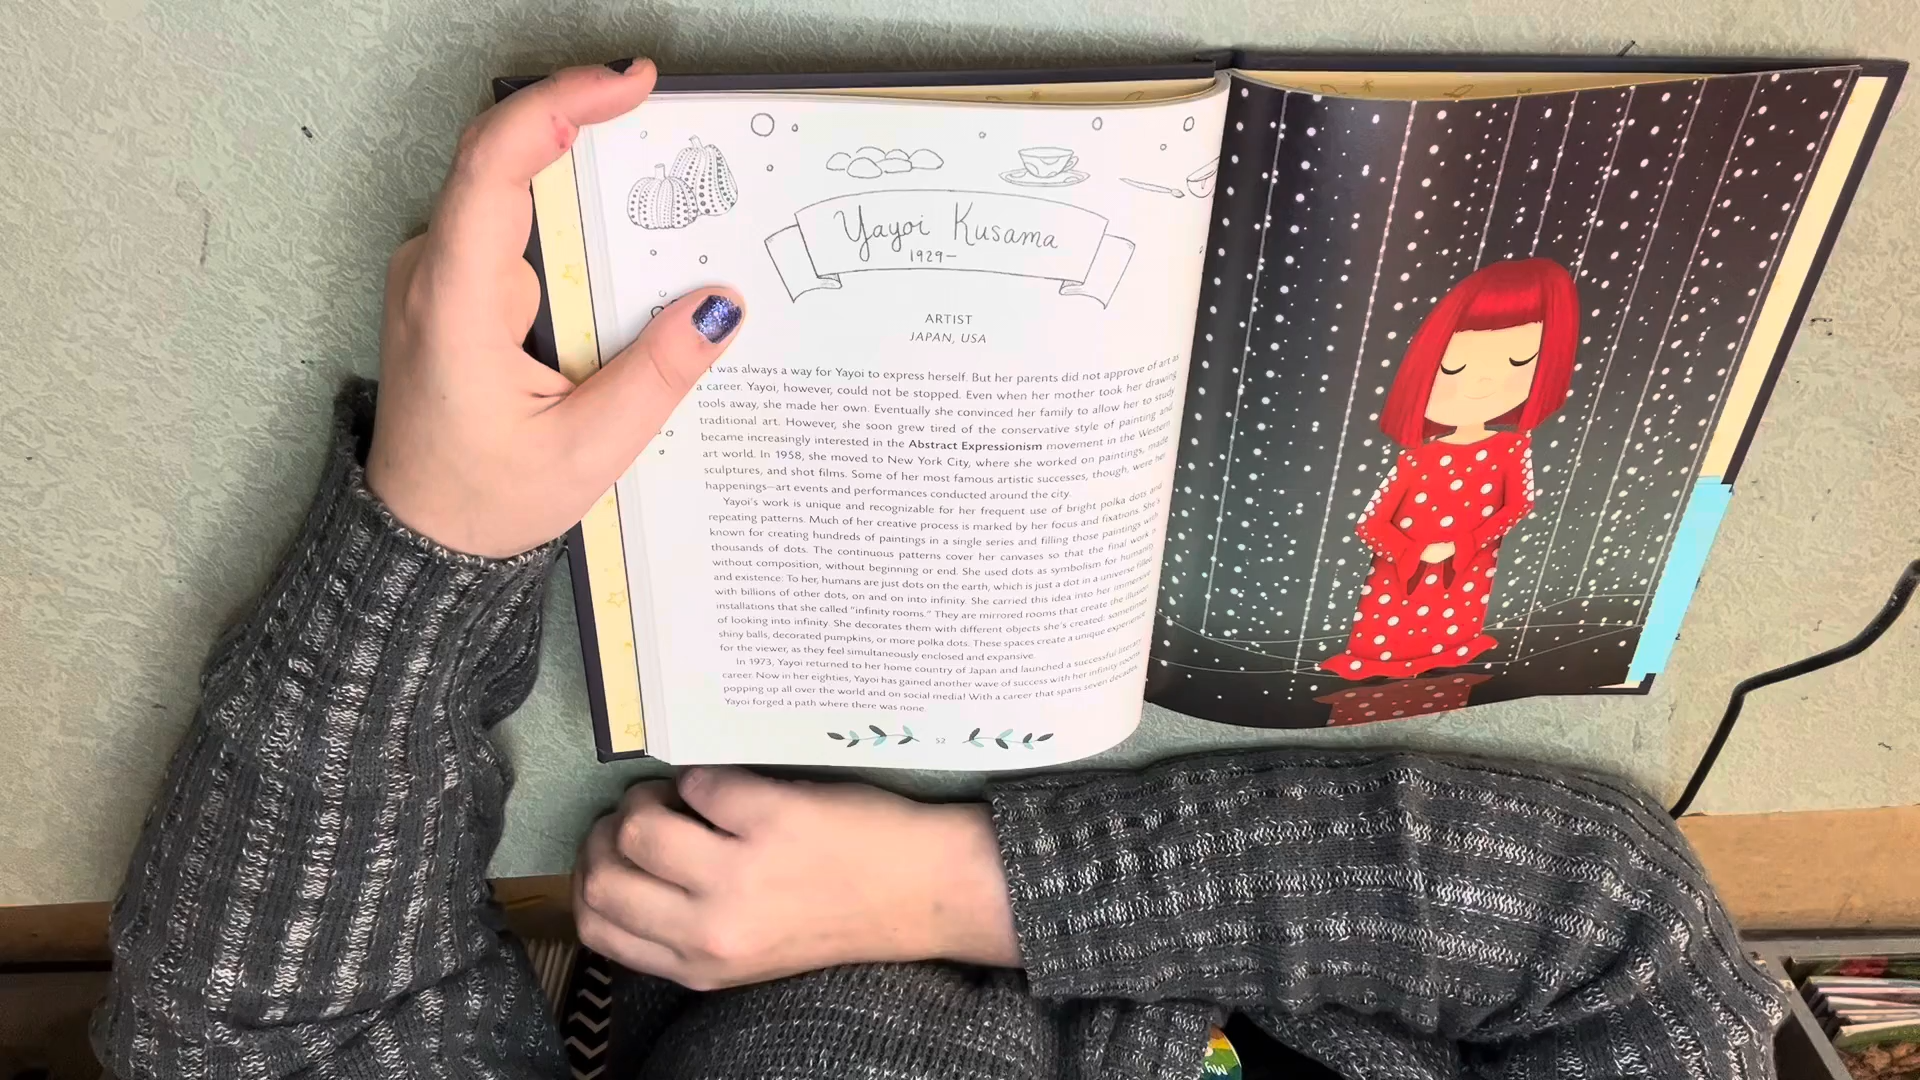 Yayoi Kusama
1929–
ARTIST
JAPAN, USA
was always a way for Yayoi to express herself. But her parents did not approve of art as
a career. Yayoi, however, could not be stopped. Even when her mother took her drawing
tools away, she made her own. Eventually she convinced her family to allow her to study
traditional art. However, she soon grew tired of the conservative style of painting and
became increasingly interested in the Abstract Expressionism movement in the Western
art world. In 1958, she moved to New York City, where she worked on paintings, made
sculptures, and shot films. Some of her most famous artistic successes, though, were her
happenings—art events and performances conducted around the city.
Yayoi's work is unique and recognizable for her frequent use of bright polka dots and
repeating patterns. Much of her creative process is marked by her focus and fixations. She's
known for creating hundreds of paintings in a single series and filling those paintings with
thousands of dots. The continuous patterns cover her canvases so that the final work is
without composition, without beginning or end. She used dots as symbolism for humanity
and existence: To her, humans are just dots on the earth, which is just a dot in a universe filled
with billions of other dots, on and on into infinity. She carried this idea into her immersive
installations that she called "infinity rooms." They are mirrored rooms that create the illusion
of looking into infinity. She decorates them with different objects she's created: sometimes
shiny balls, decorated pumpkins, or more polka dots. These spaces create a unique experience
for the viewer, as they feel simultaneously enclosed and expansive.
In 1973, Yayoi returned to her home country of Japan and launched a successful literary
career. Now in her eighties, Yayoi has gained another wave of success with her infinity rooms
popping up all over the world and on social media! With a career that spans seven decades,
Yayoi forged a path where there was none.
52
My